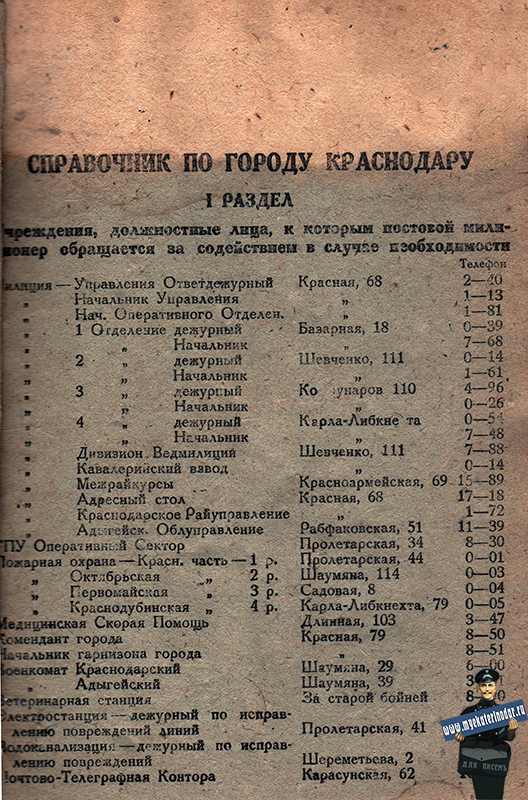 СПРАВОЧНИК ПО ГОРОДУ КРАСНОДАРУ
I РАЗДЕЛ
чреждения, должностные лица, к которым постовой мили-
ионер обращается за содействием в случае необходимости
Телефон
илиция — Управления Ответдежурный Красная, 68 2—40
„ Начальник Управления „ 1—13
„ Нач. Оперативного Отделен. „ 1—81
„ 1 Отделение дежурный Базарная, 18 0—39
„ „ Начальник „ 7—68
„ 2 „ дежурный Шевченко, 111 0—14
„ „ Начальник „ 1—61
„ 3 „ дежурный Ко унаров 110 4—96
„ „ Начальник „ 0—26
„ 4 „ дежурный Карла-Либкне та 0—54
„ „ Начальник „ 7—48
„ Дивизион Ведмилиций Шевченко, 111 7—88
„ Кавалерийский взвод „ 0—14
„ Межрайкурсы Красноармейская, 69 15—89
„ Адресный стол Красная, 68 17—18
„ Краснодарское Райуправление „ 1—72
„ Адыгейск. Облуправление Рабфаковская, 51 11—39
ГПУ Оперативный Сектор Пролетарская, 34 8—30
Пожарная охрана — Красн. часть — 1 р. Пролетарская, 44 0—01
„ Октябрьская „ 2 р. Шаумяна, 114 0—03
„ Первомайская „ 3 р. Садовая, 8 0—04
„ Краснодубинская „ 4 р. Карла-Либкнехта, 79 0—05
Медицинская Скорая Помощь Длинная, 103 3—47
Комендант города Красная, 79 8—50
Начальник гарнизона города „ 8—51
Военкомат Краснодарский Шаумяна, 29 6—00
„ Адыгейский Шаумяна, 39
Ветеринарная станция За старой бойней
Электростанция — дежурный по исправ-
лению повреждений линий Пролетарская, 41
Водоканализация — дежурный по исправ-
лению повреждений Шереметьева, 2
Почтово-Телеграфная Контора Карасунская, 62
www.myekaterinodar.ru
ДЛЯ ПИСЕМЪ